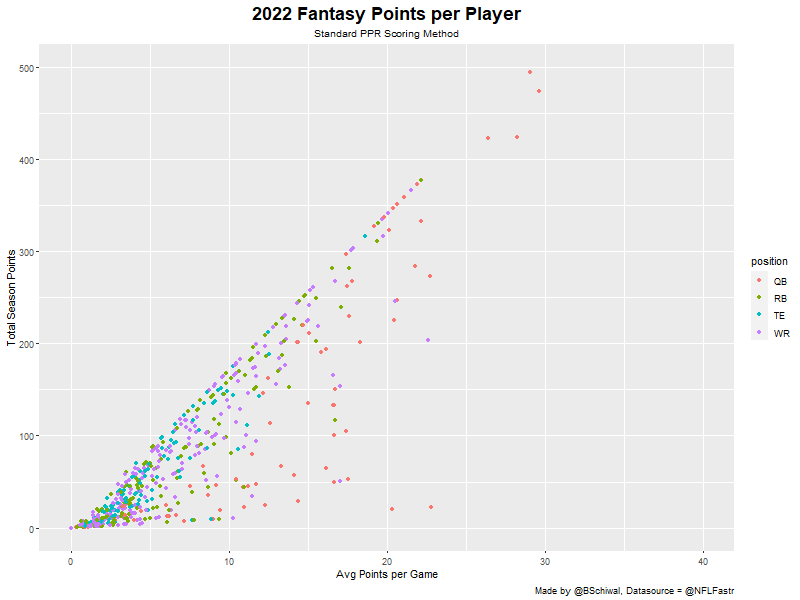 2022 Fantasy Points per Player
Standard PPR Scoring Method
Total Season Points
500
400
300
200
100
0
0 10 20 30 40
Avg Points per Game
position
QB
RB
TE
WR
Made by @BSchiwal, Datasource = @NFLFastr